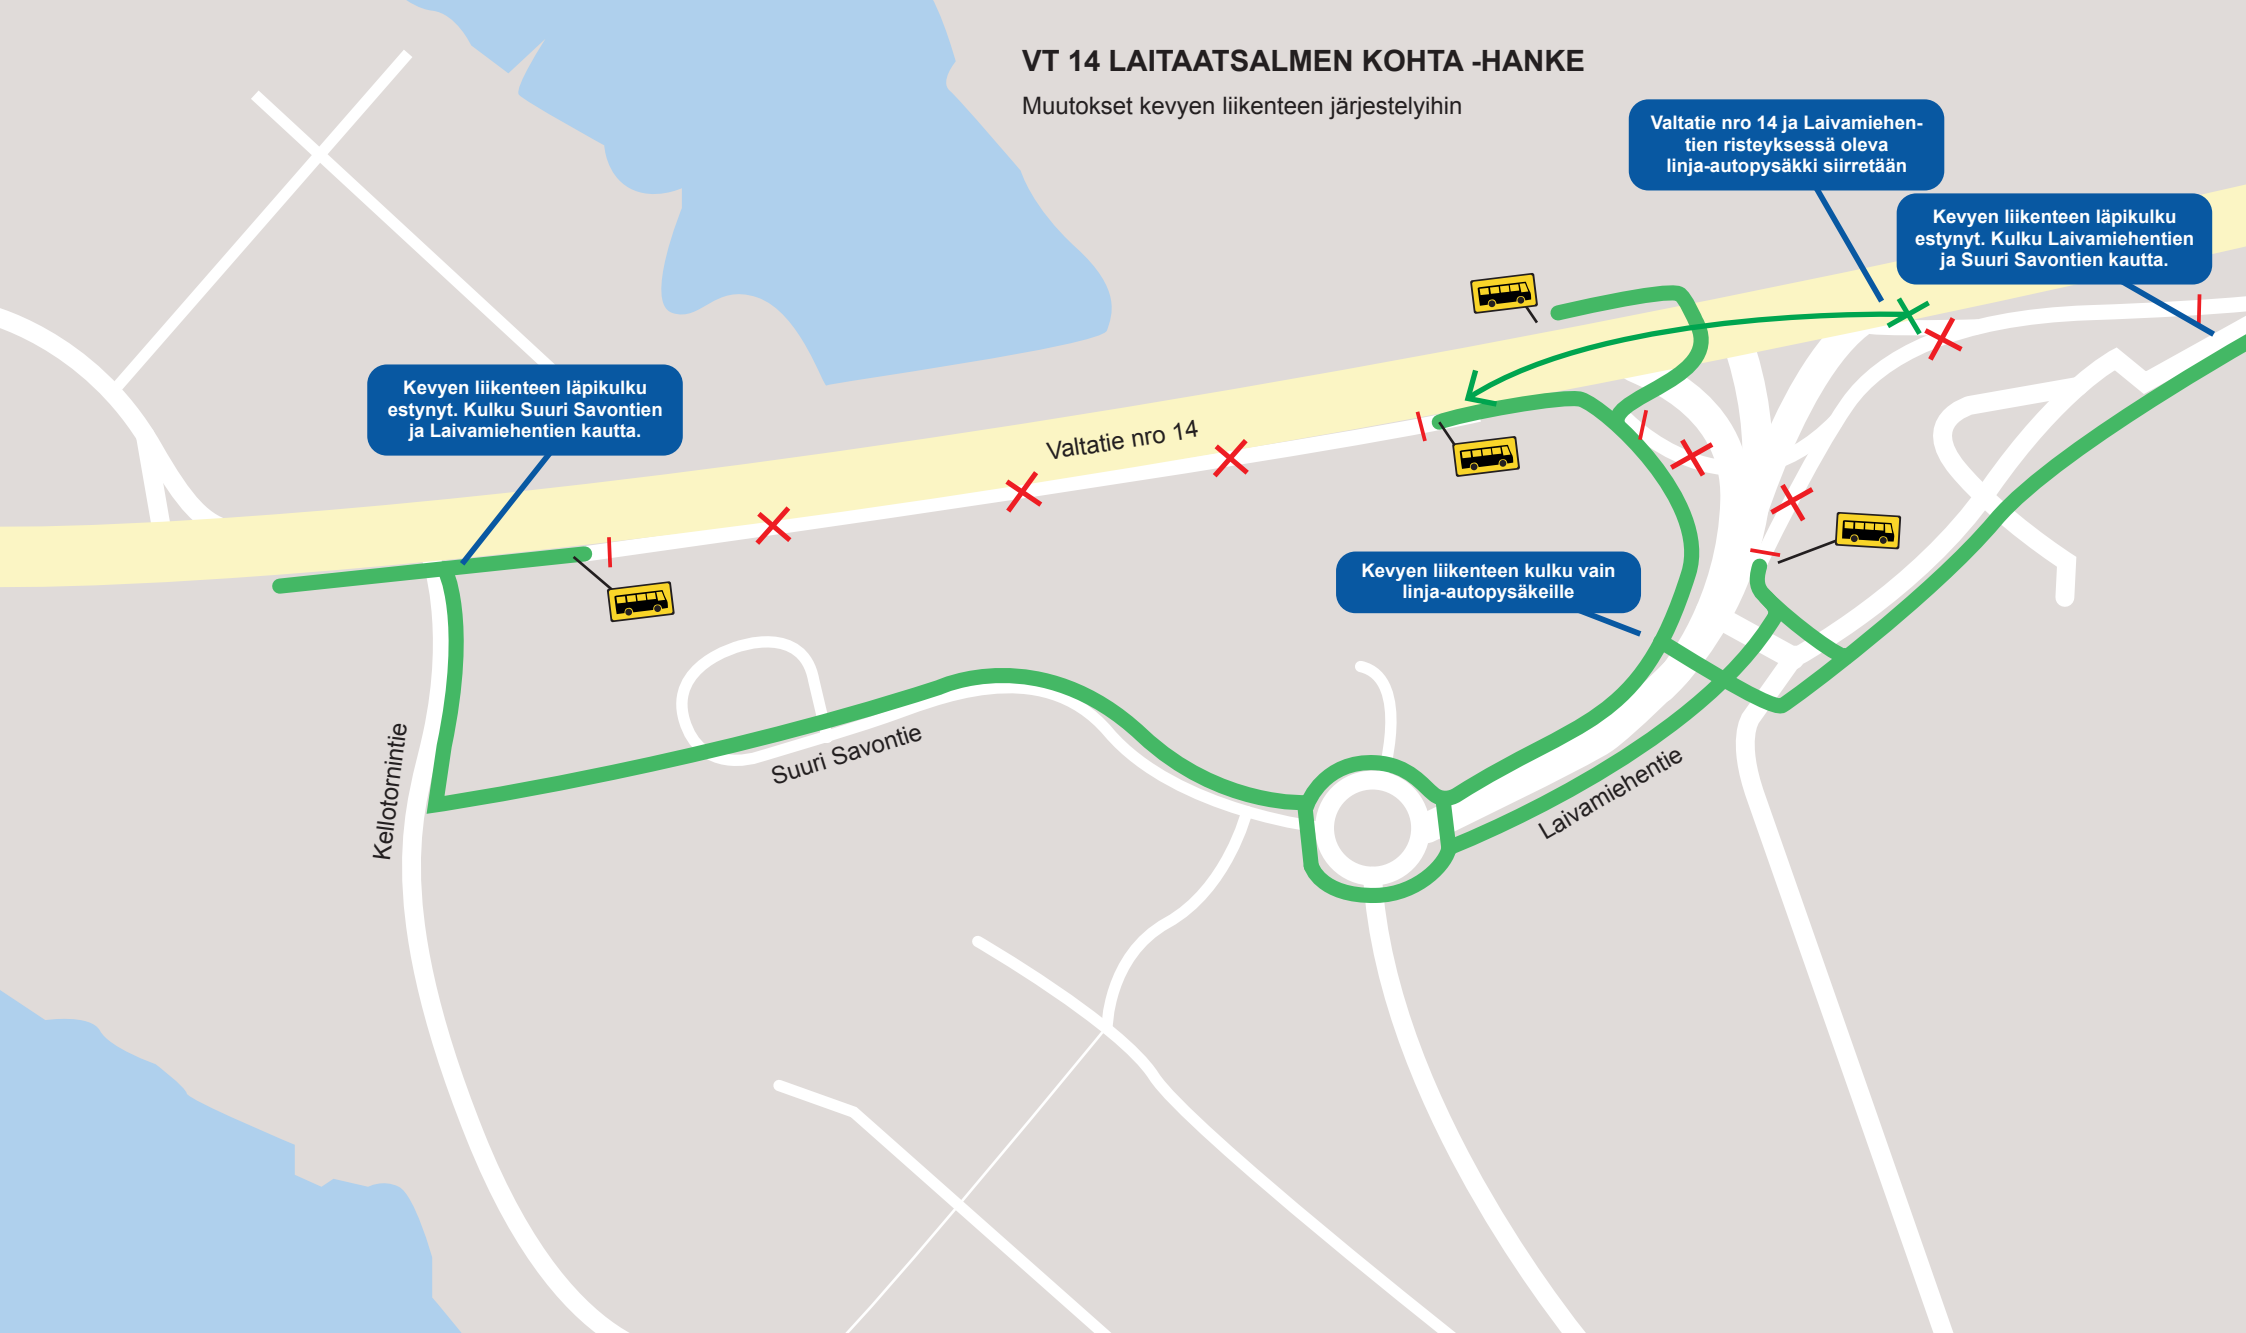 VT 14 LAITAATSALMEN KOHTA -HANKE
Muutokset kevyen liikenteen järjestelyihin
Valtatie nro 14 ja Laivamiehen-
tien risteyksessä oleva
linja-autopysäkki siirretään
Kevyen liikenteen läpikulku
estynyt. Kulku Laivamiehentien
ja Suuri Savontien kautta.
Kevyen liikenteen läpikulku
estynyt. Kulku Suuri Savontien
ja Laivamiehentien kautta.
Valtatie nro 14
Kevyen liikenteen kulku vain
linja-autopysäkeille
Kellotornintie
Suuri Savontie
Laivamiehentie